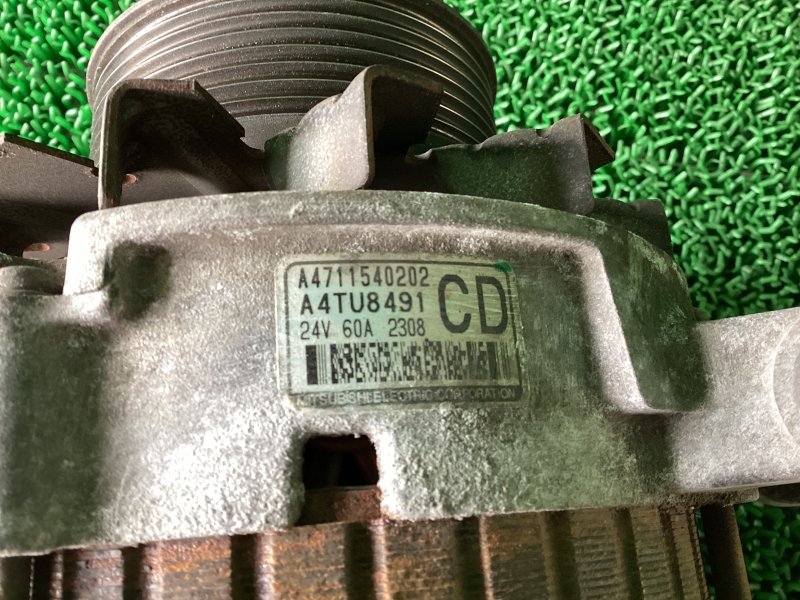 A4711540202
A4TU8491
CD
24V 60A 2308
MITSUBISHI ELECTRIC CORPORATION